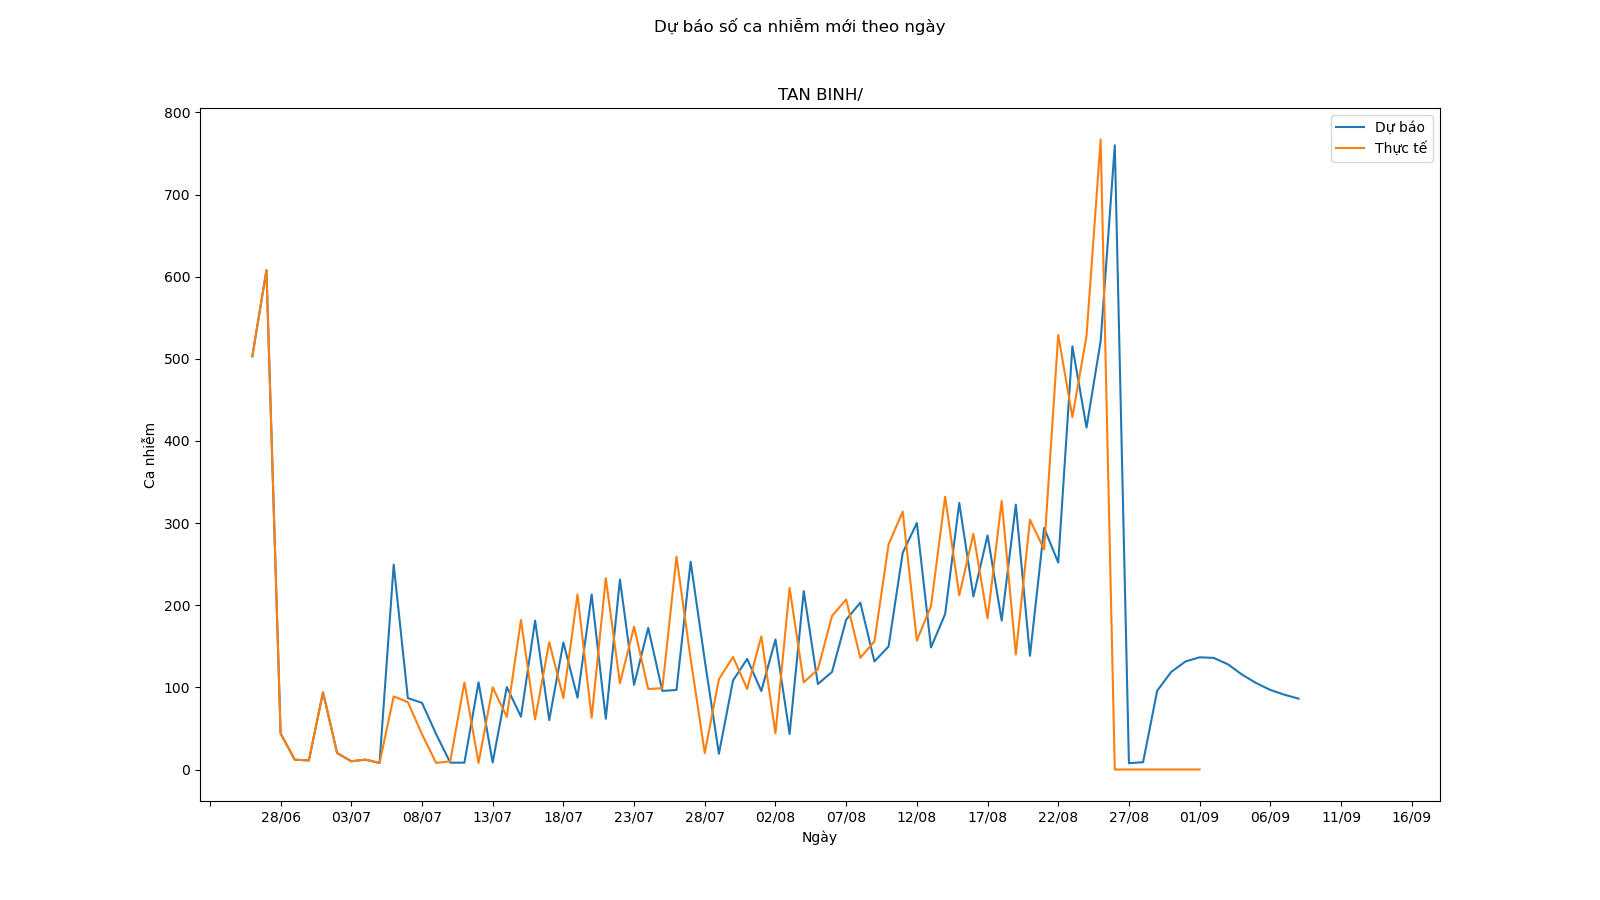 Dự báo số ca nhiễm mới theo ngày
TAN BINH/
Dự báo
Thực tế
800
700
600
500
400
300
200
100
0
Ca nhiễm
28/06 03/07 08/07 13/07 18/07 23/07 28/07 02/08 07/08 12/08 17/08 22/08 27/08 01/09 06/09 11/09 16/09
Ngày